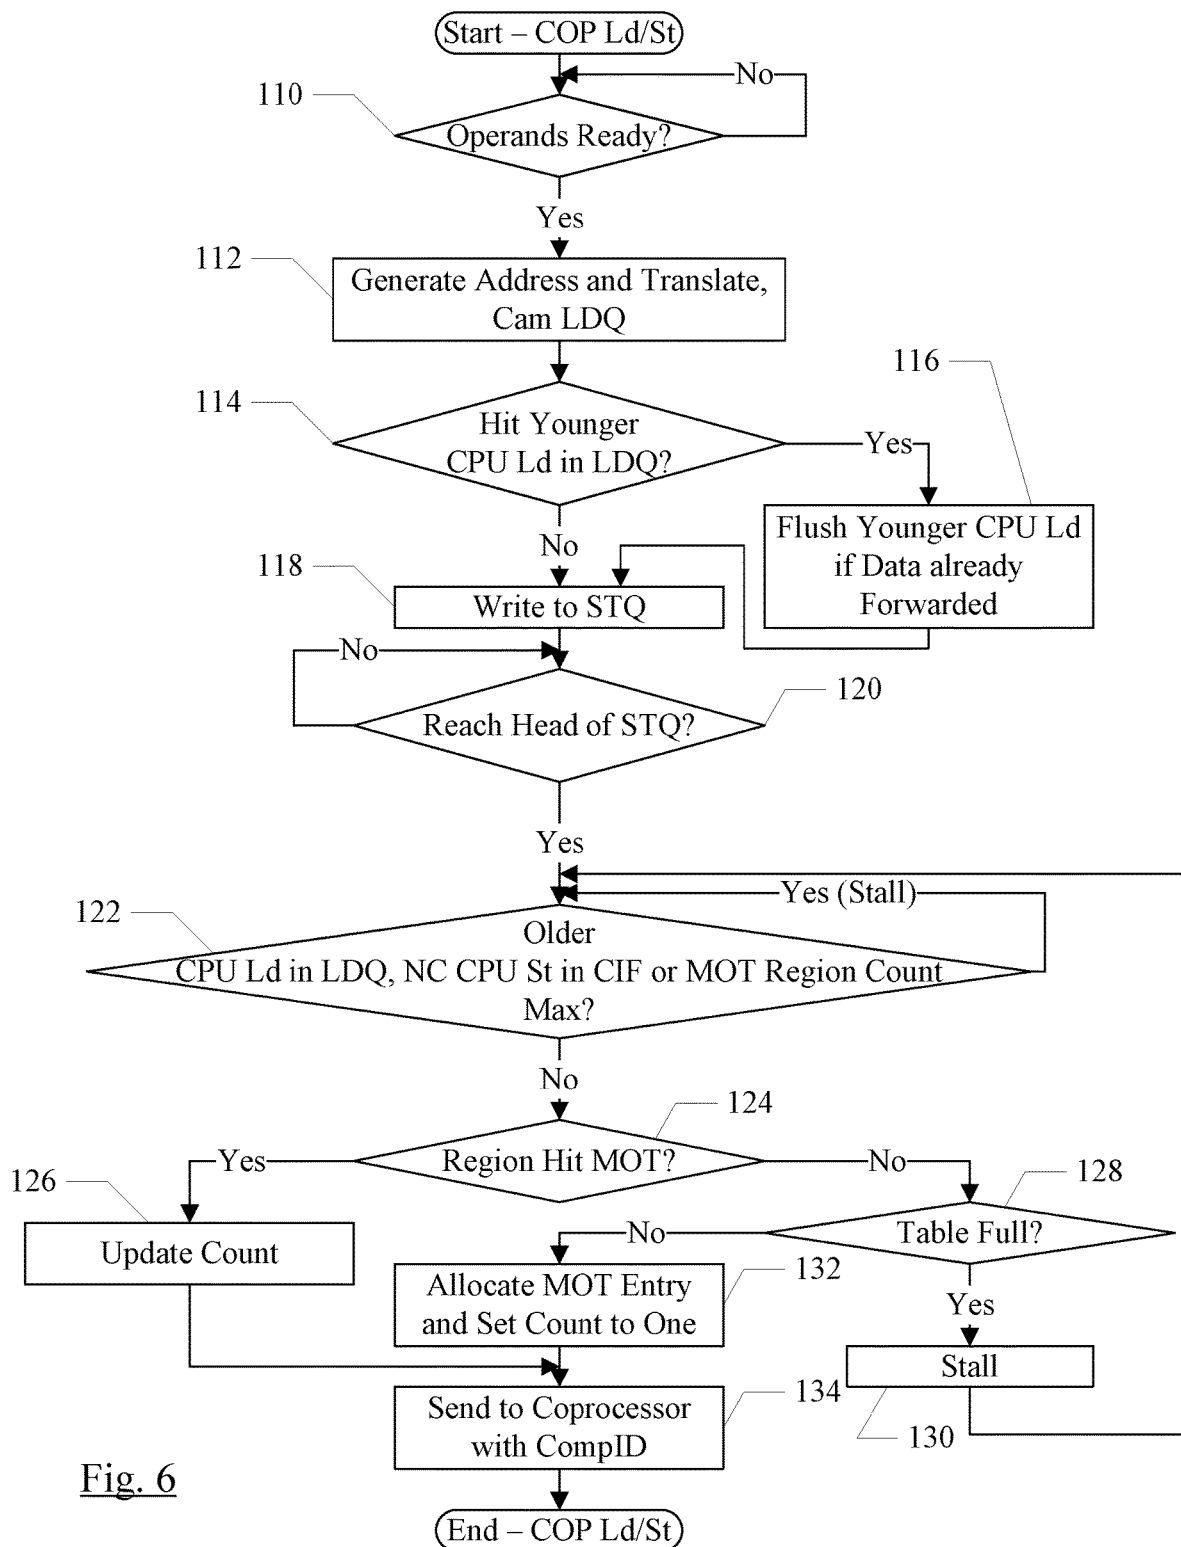 Start – COP Ld/St
No
110
Operands Ready?
Yes
112
Generate Address and Translate,
Cam LDQ
116
114
Hit Younger
CPU Ld in LDQ?
Yes
Flush Younger CPU Ld
if Data already
Forwarded
No
118
Write to STQ
No
120
Reach Head of STQ?
Yes
Yes (Stall)
122
Older
CPU Ld in LDQ, NC CPU St in CIF or MOT Region Count
Max?
No
124
Yes
Region Hit MOT?
No
126
128
Update Count
No
Table Full?
Allocate MOT Entry
and Set Count to One
132
Yes
Stall
Send to Coprocessor
with CompID
134
130
Fig. 6
End – COP Ld/St